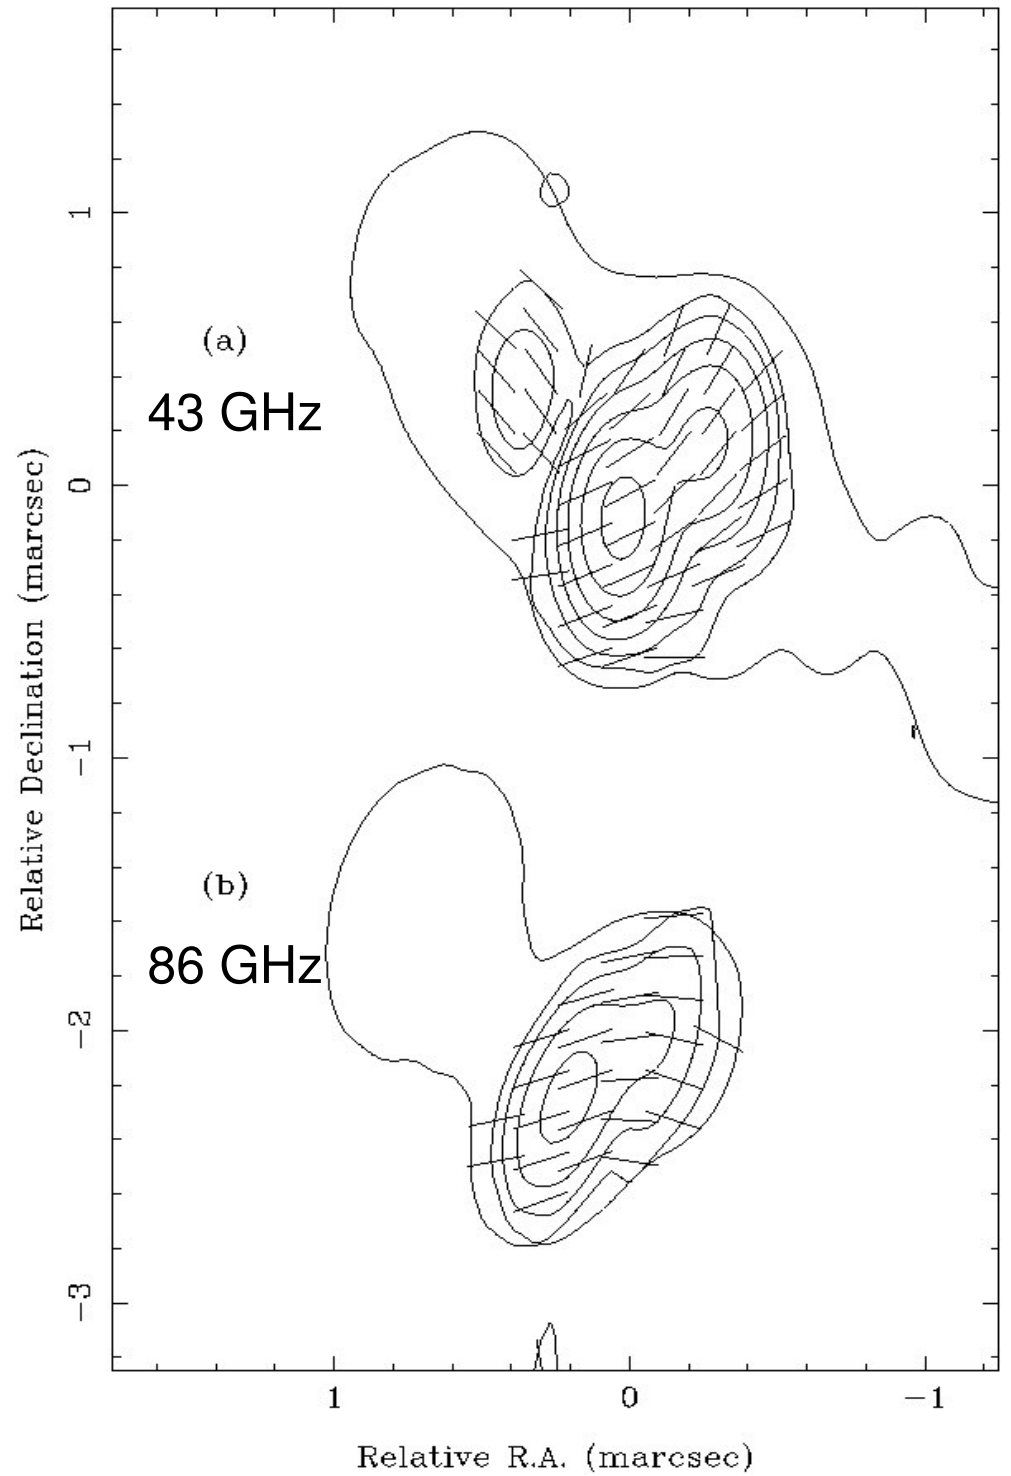 (a)
43 GHz
(b)
86 GHz
Relative Declination (marcsec)
1
0
−1
−2
−3
1
0
−1
Relative R.A. (marcsec)